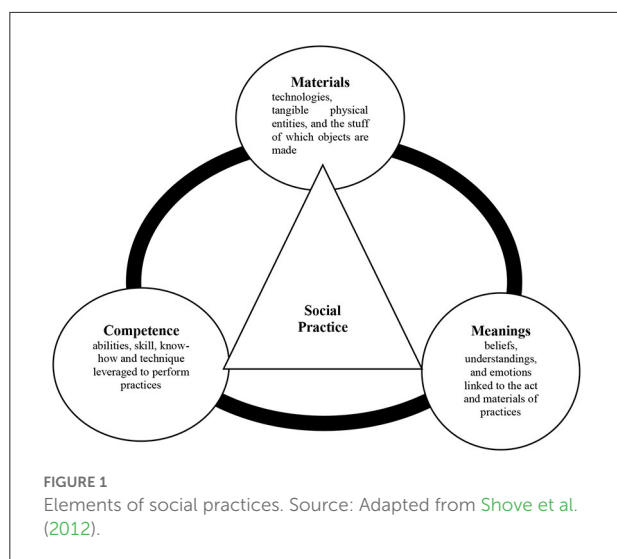 Materials
technologies,
tangible physical
entities, and the stuff
of which objects are
made
Social
Practice
Competence
abilities, skill, know-
how and technique
leveraged to perform
practices
Meanings
beliefs,
understandings,
and emotions
linked to the act
and materials of
practices
FIGURE 1
Elements of social practices. Source: Adapted from Shove et al.
(2012).